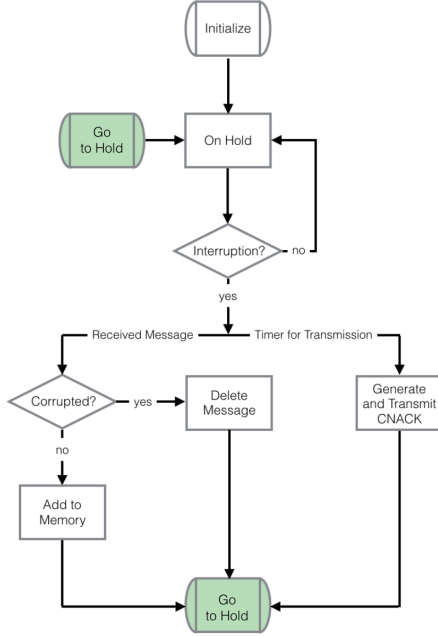 Initialize
Go
to Hold
On Hold
Interruption?
no
yes
Received Message
Timer for Transmission
Corrupted?
yes
Delete
Message
Generate
and Transmit
CNACK
no
Add to
Memory
Go
to Hold